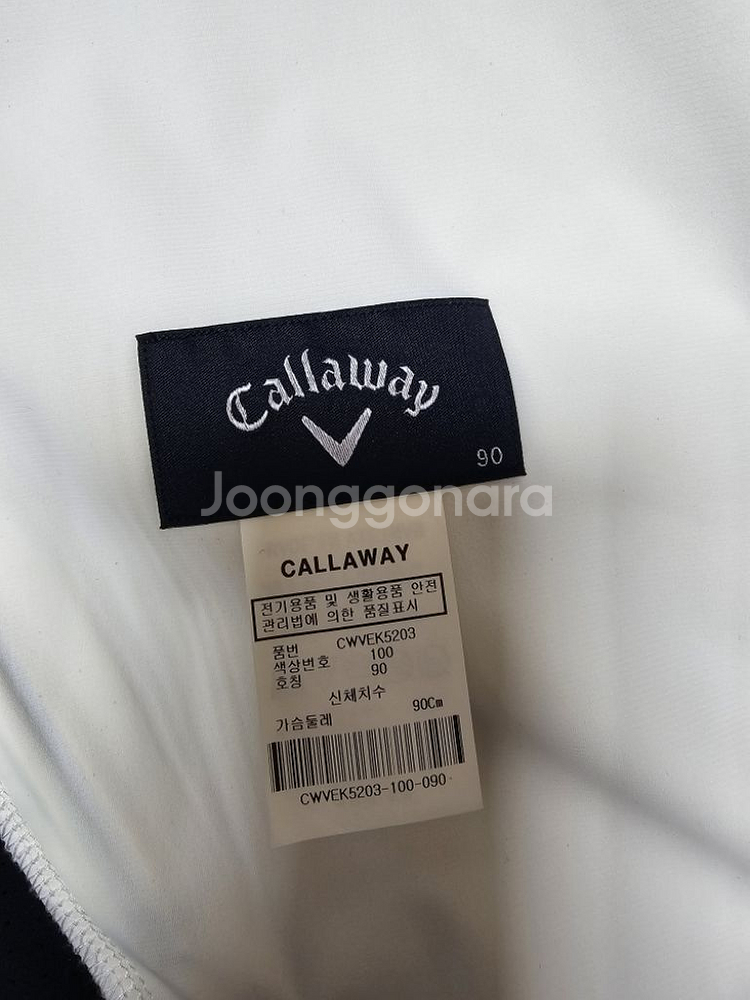 Callaway
90
Joonggonara
CALLAWAY
전기용품 및 생활용품 안전
관리법에 의한 품질표시
품번 CWVEK5203
색상번호 100
호칭 90
신체치수
가슴둘레 90Cm
CWVEK5203-100-090